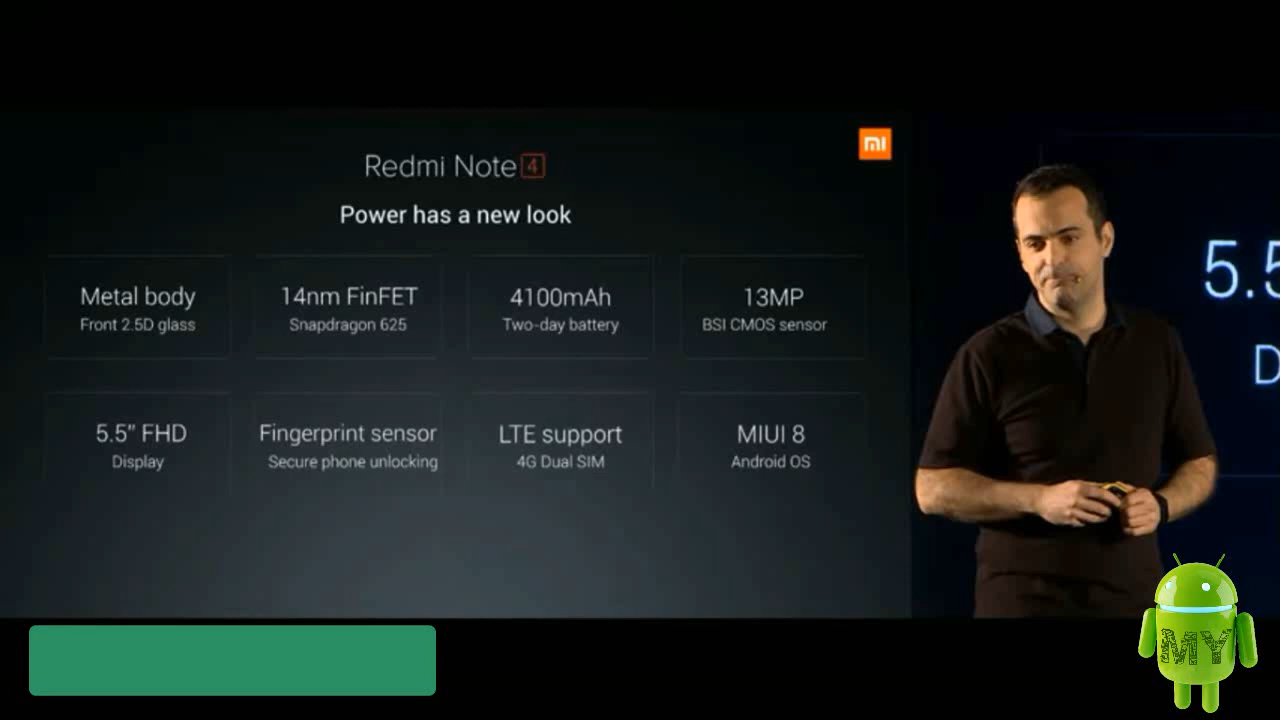 mi
Redmi Note 4
Power has a new look
Metal body
Front 2.5D glass
14nm FinFET
Snapdragon 625
4100mAh
Two-day battery
13MP
BSI CMOS sensor
5.5" FHD
Display
Fingerprint sensor
Secure phone unlocking
LTE support
4G Dual SIM
MIUI 8
Android OS
5.5
D
MY